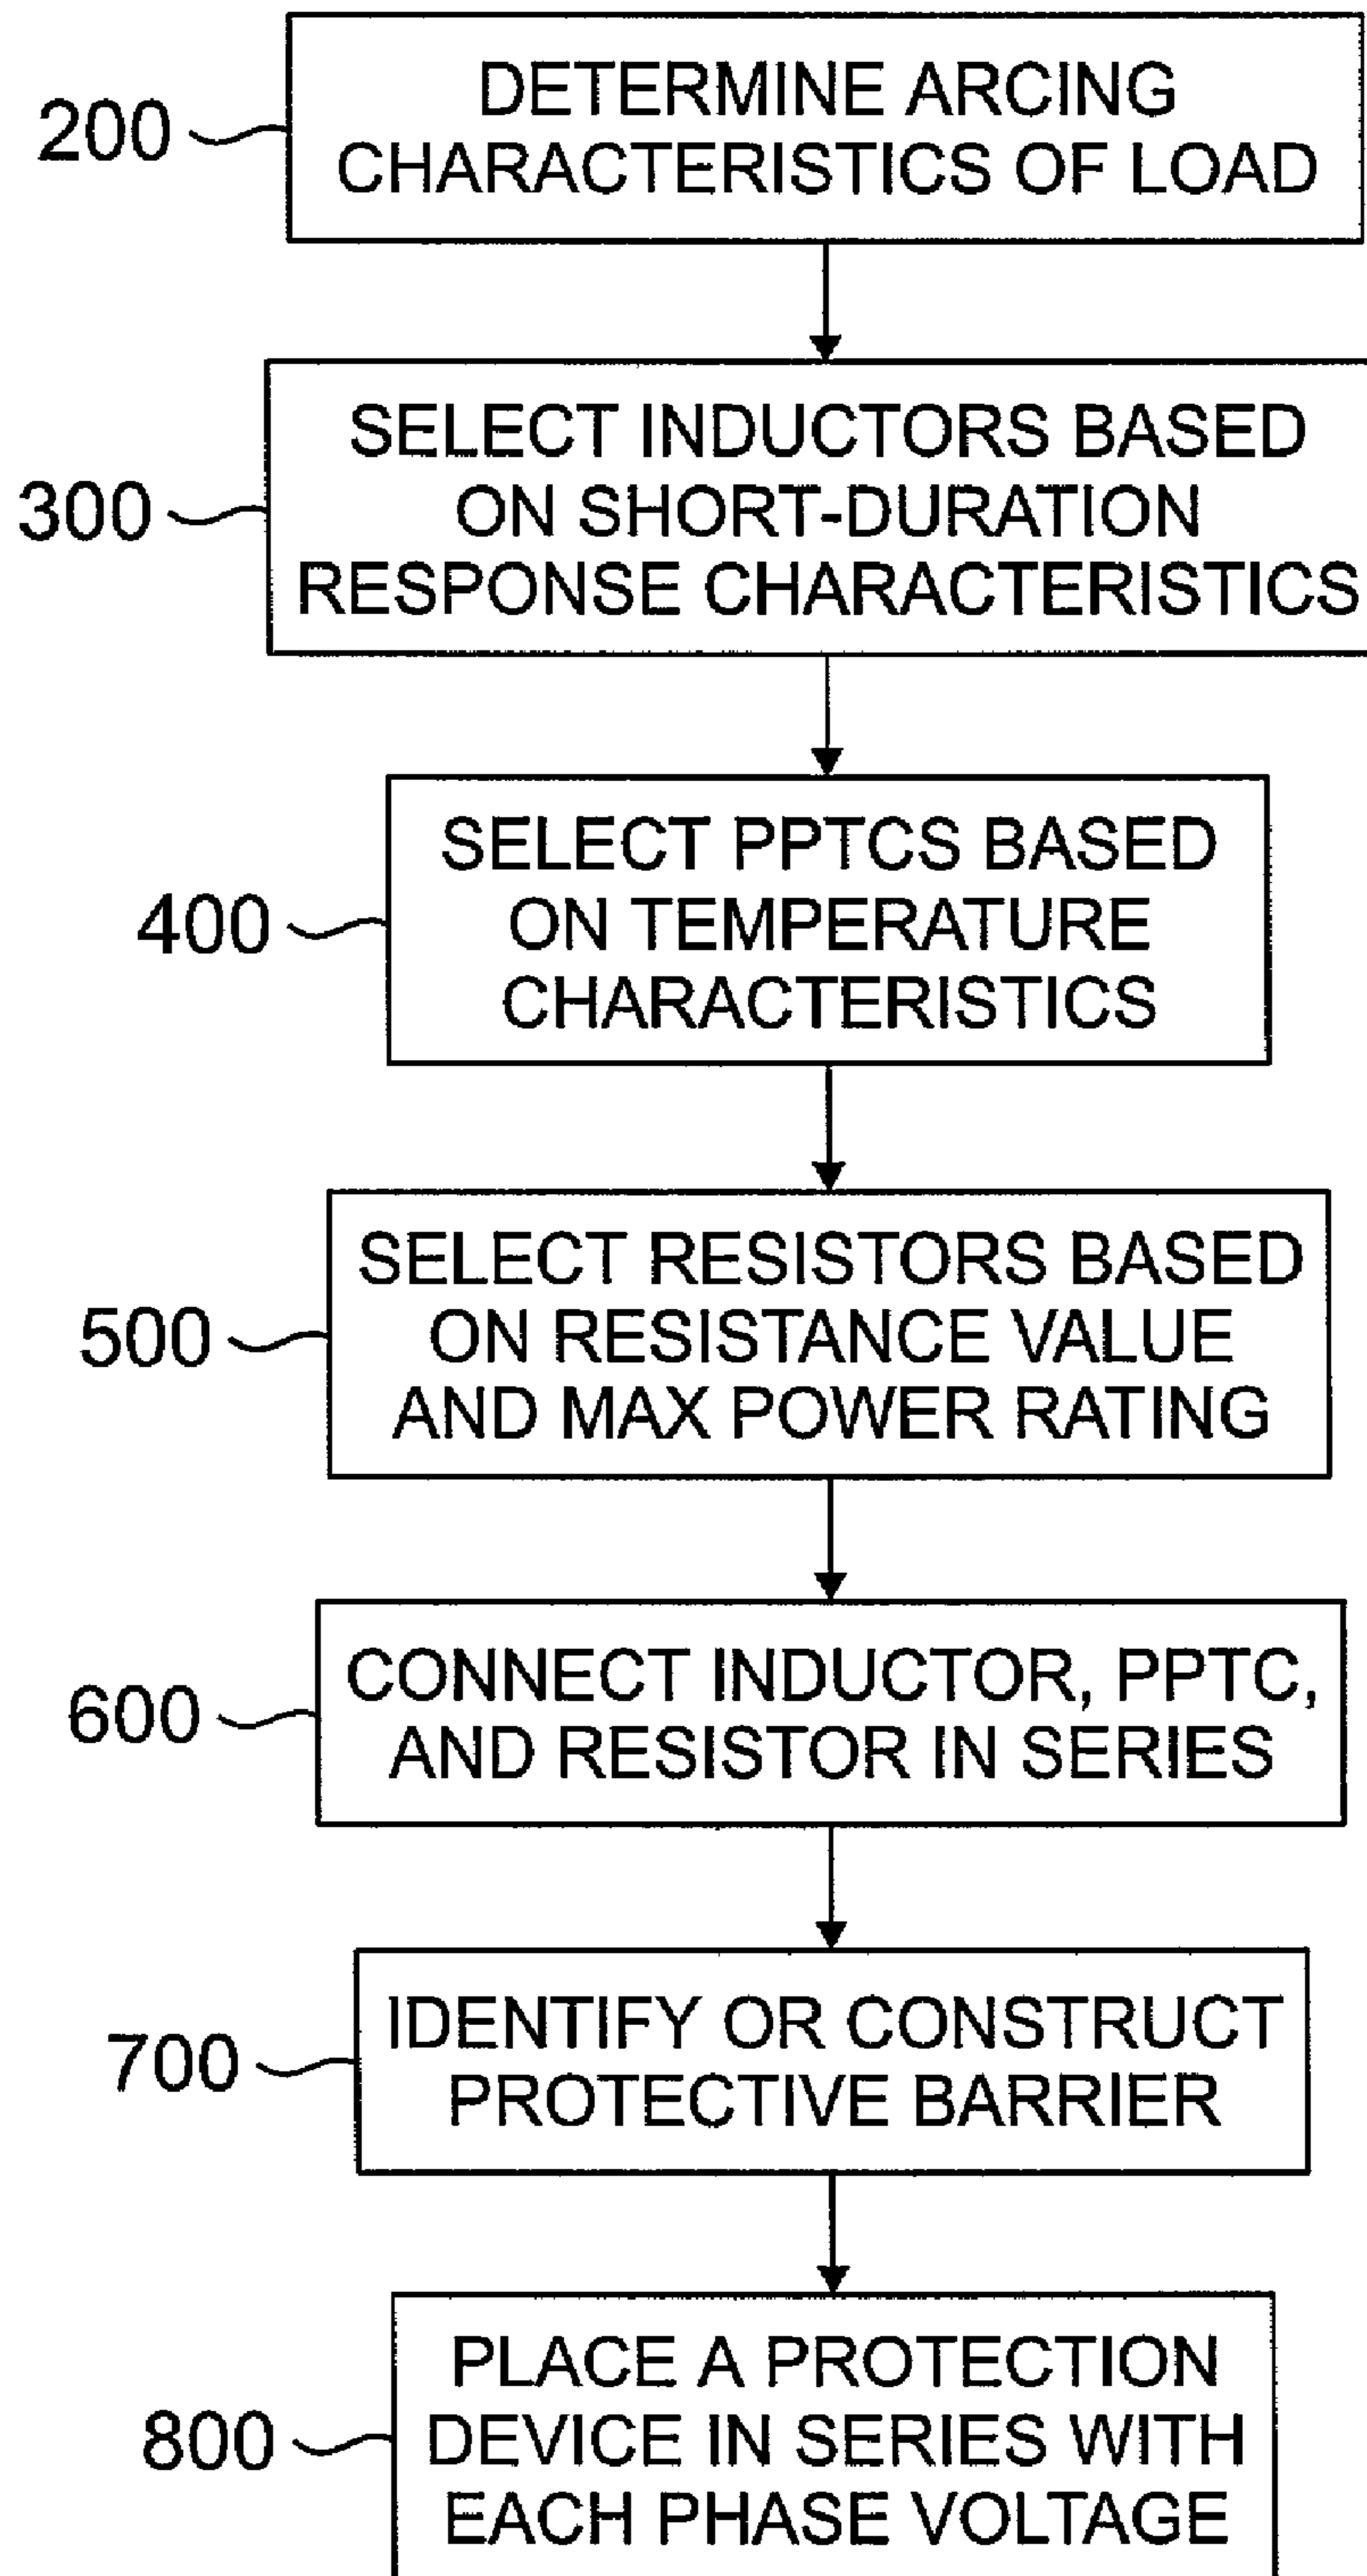 200
DETERMINE ARCING
CHARACTERISTICS OF LOAD
300
SELECT INDUCTORS BASED
ON SHORT-DURATION
RESPONSE CHARACTERISTICS
400
SELECT PPTCS BASED
ON TEMPERATURE
CHARACTERISTICS
500
SELECT RESISTORS BASED
ON RESISTANCE VALUE
AND MAX POWER RATING
600
CONNECT INDUCTOR, PPTC,
AND RESISTOR IN SERIES
700
IDENTIFY OR CONSTRUCT
PROTECTIVE BARRIER
800
PLACE A PROTECTION
DEVICE IN SERIES WITH
EACH PHASE VOLTAGE